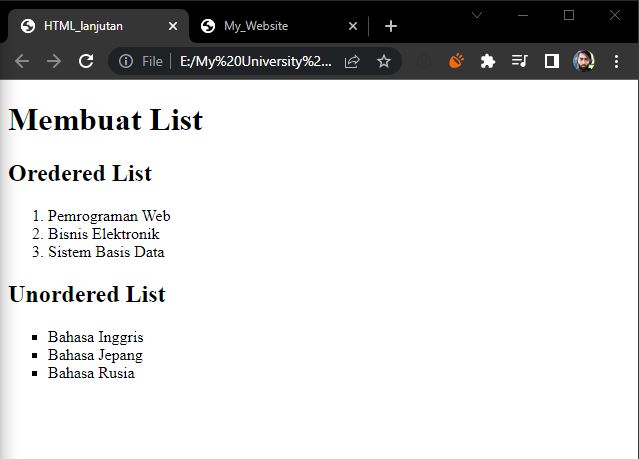 HTML_lanjutan
My_Website
File
E:/My%20University%2...
Membuat List
Oredered List
1. Pemrograman Web
2. Bisnis Elektronik
3. Sistem Basis Data
Unordered List
▪ Bahasa Inggris
▪ Bahasa Jepang
▪ Bahasa Rusia